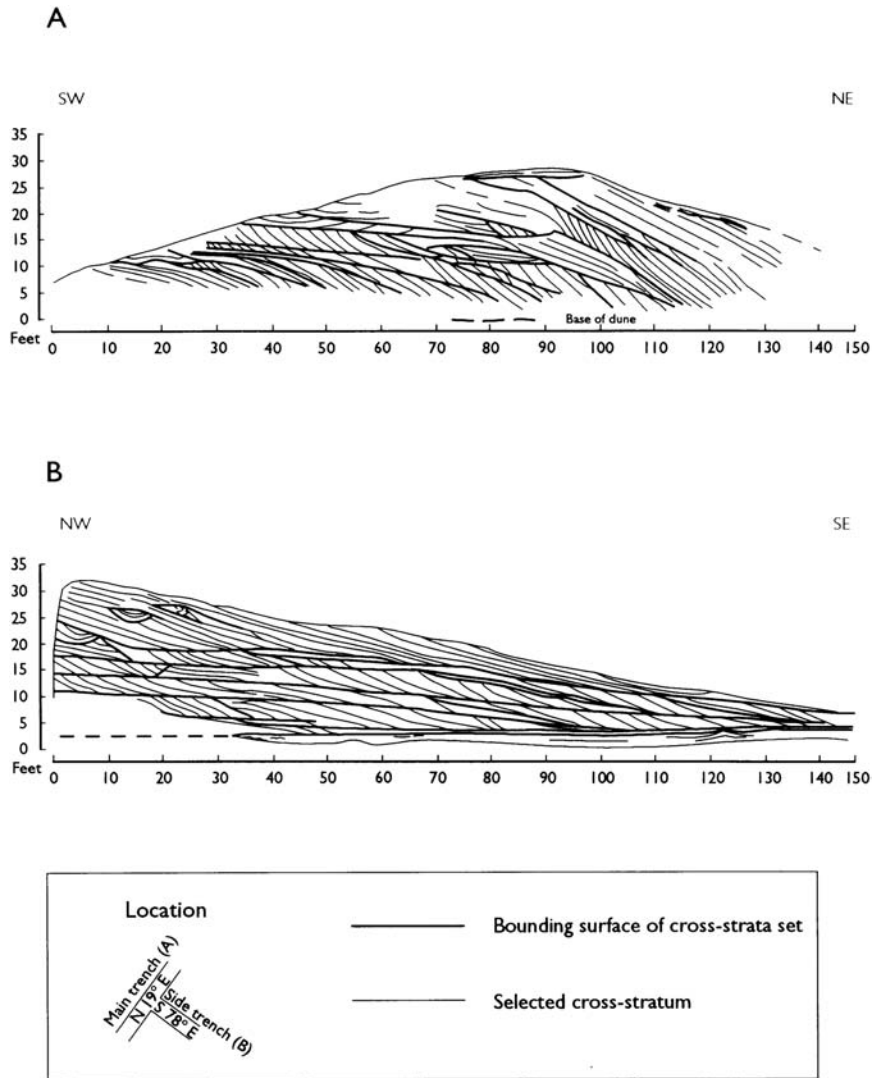 A
SW NE
35
30
25
20
15
10
5
0
Base of dune
Feet
0 10 20 30 40 50 60 70 80 90 100 110 120 130 140 150
B
NW SE
35
30
25
20
15
10
5
0
Feet
0 10 20 30 40 50 60 70 80 90 100 110 120 130 140 150
Location
Main trench (A)
N 19° E
Side trench (B)
S 78° E
Bounding surface of cross-strata set
Selected cross-stratum